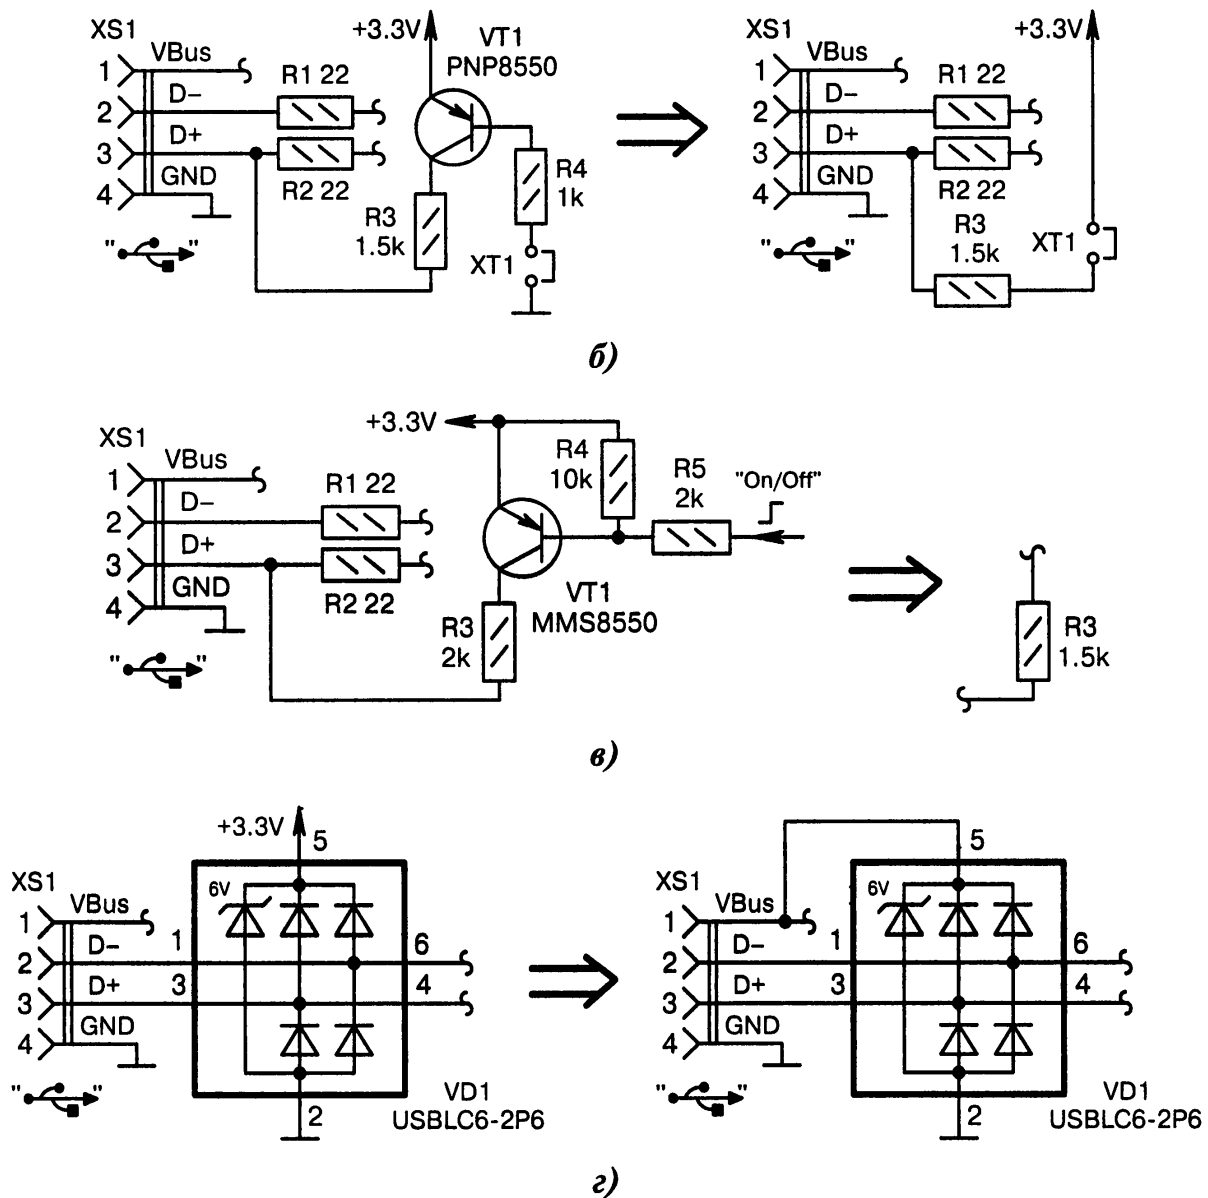 XS1
+3.3V
VT1
PNP8550
VBus
1
R1 22
D−
2
D+
3
GND
4
R2 22
R3
1.5k
R4
1k
XT1
" "
XS1
+3.3V
VBus
1
R1 22
D−
2
D+
3
GND
4
R2 22
R3
1.5k
XT1
" "
б)
+3.3V
XS1
VBus
1
R1 22
D−
2
D+
3
GND
4
R2 22
R4
10k
R5
2k
"On/Off"
VT1
MMS8550
R3
2k
" "
R3
1.5k
в)
+3.3V
5
XS1
6V
VBus
1
D−
1
6
2
D+
3
4
3
GND
4
" "
2
VD1
USBLC6-2P6
5
XS1
6V
VBus
1
D−
1
6
2
D+
3
4
3
GND
4
" "
2
VD1
USBLC6-2P6
г)